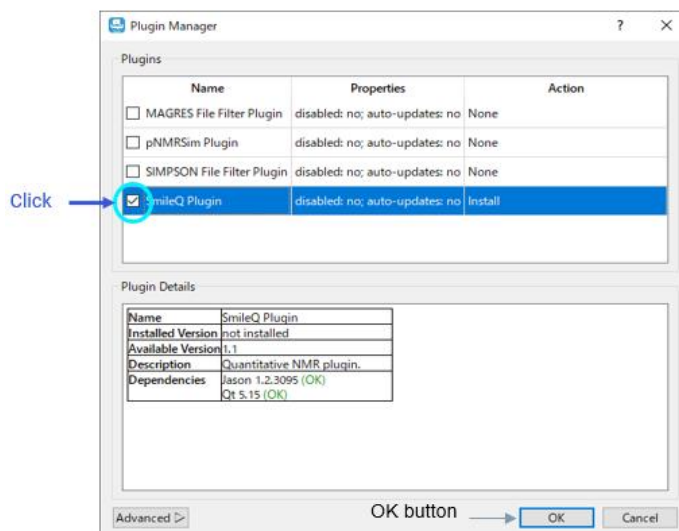 Plugin Manager
?
Plugins
Name Properties Action
MAGRES File Filter Plugin disabled: no; auto-updates: no None
pNMRSim Plugin disabled: no; auto-updates: no None
SIMPSON File Filter Plugin disabled: no; auto-updates: no None
Click
SmileQ Plugin disabled: no; auto-updates: no Install
Plugin Details
Name SmileQ Plugin
Installed Version not installed
Available Version 1.1
Description Quantitative NMR plugin.
Dependencies Jason 1.2.3095 (OK)
Qt 5.15 (OK)
Advanced OK button OK Cancel